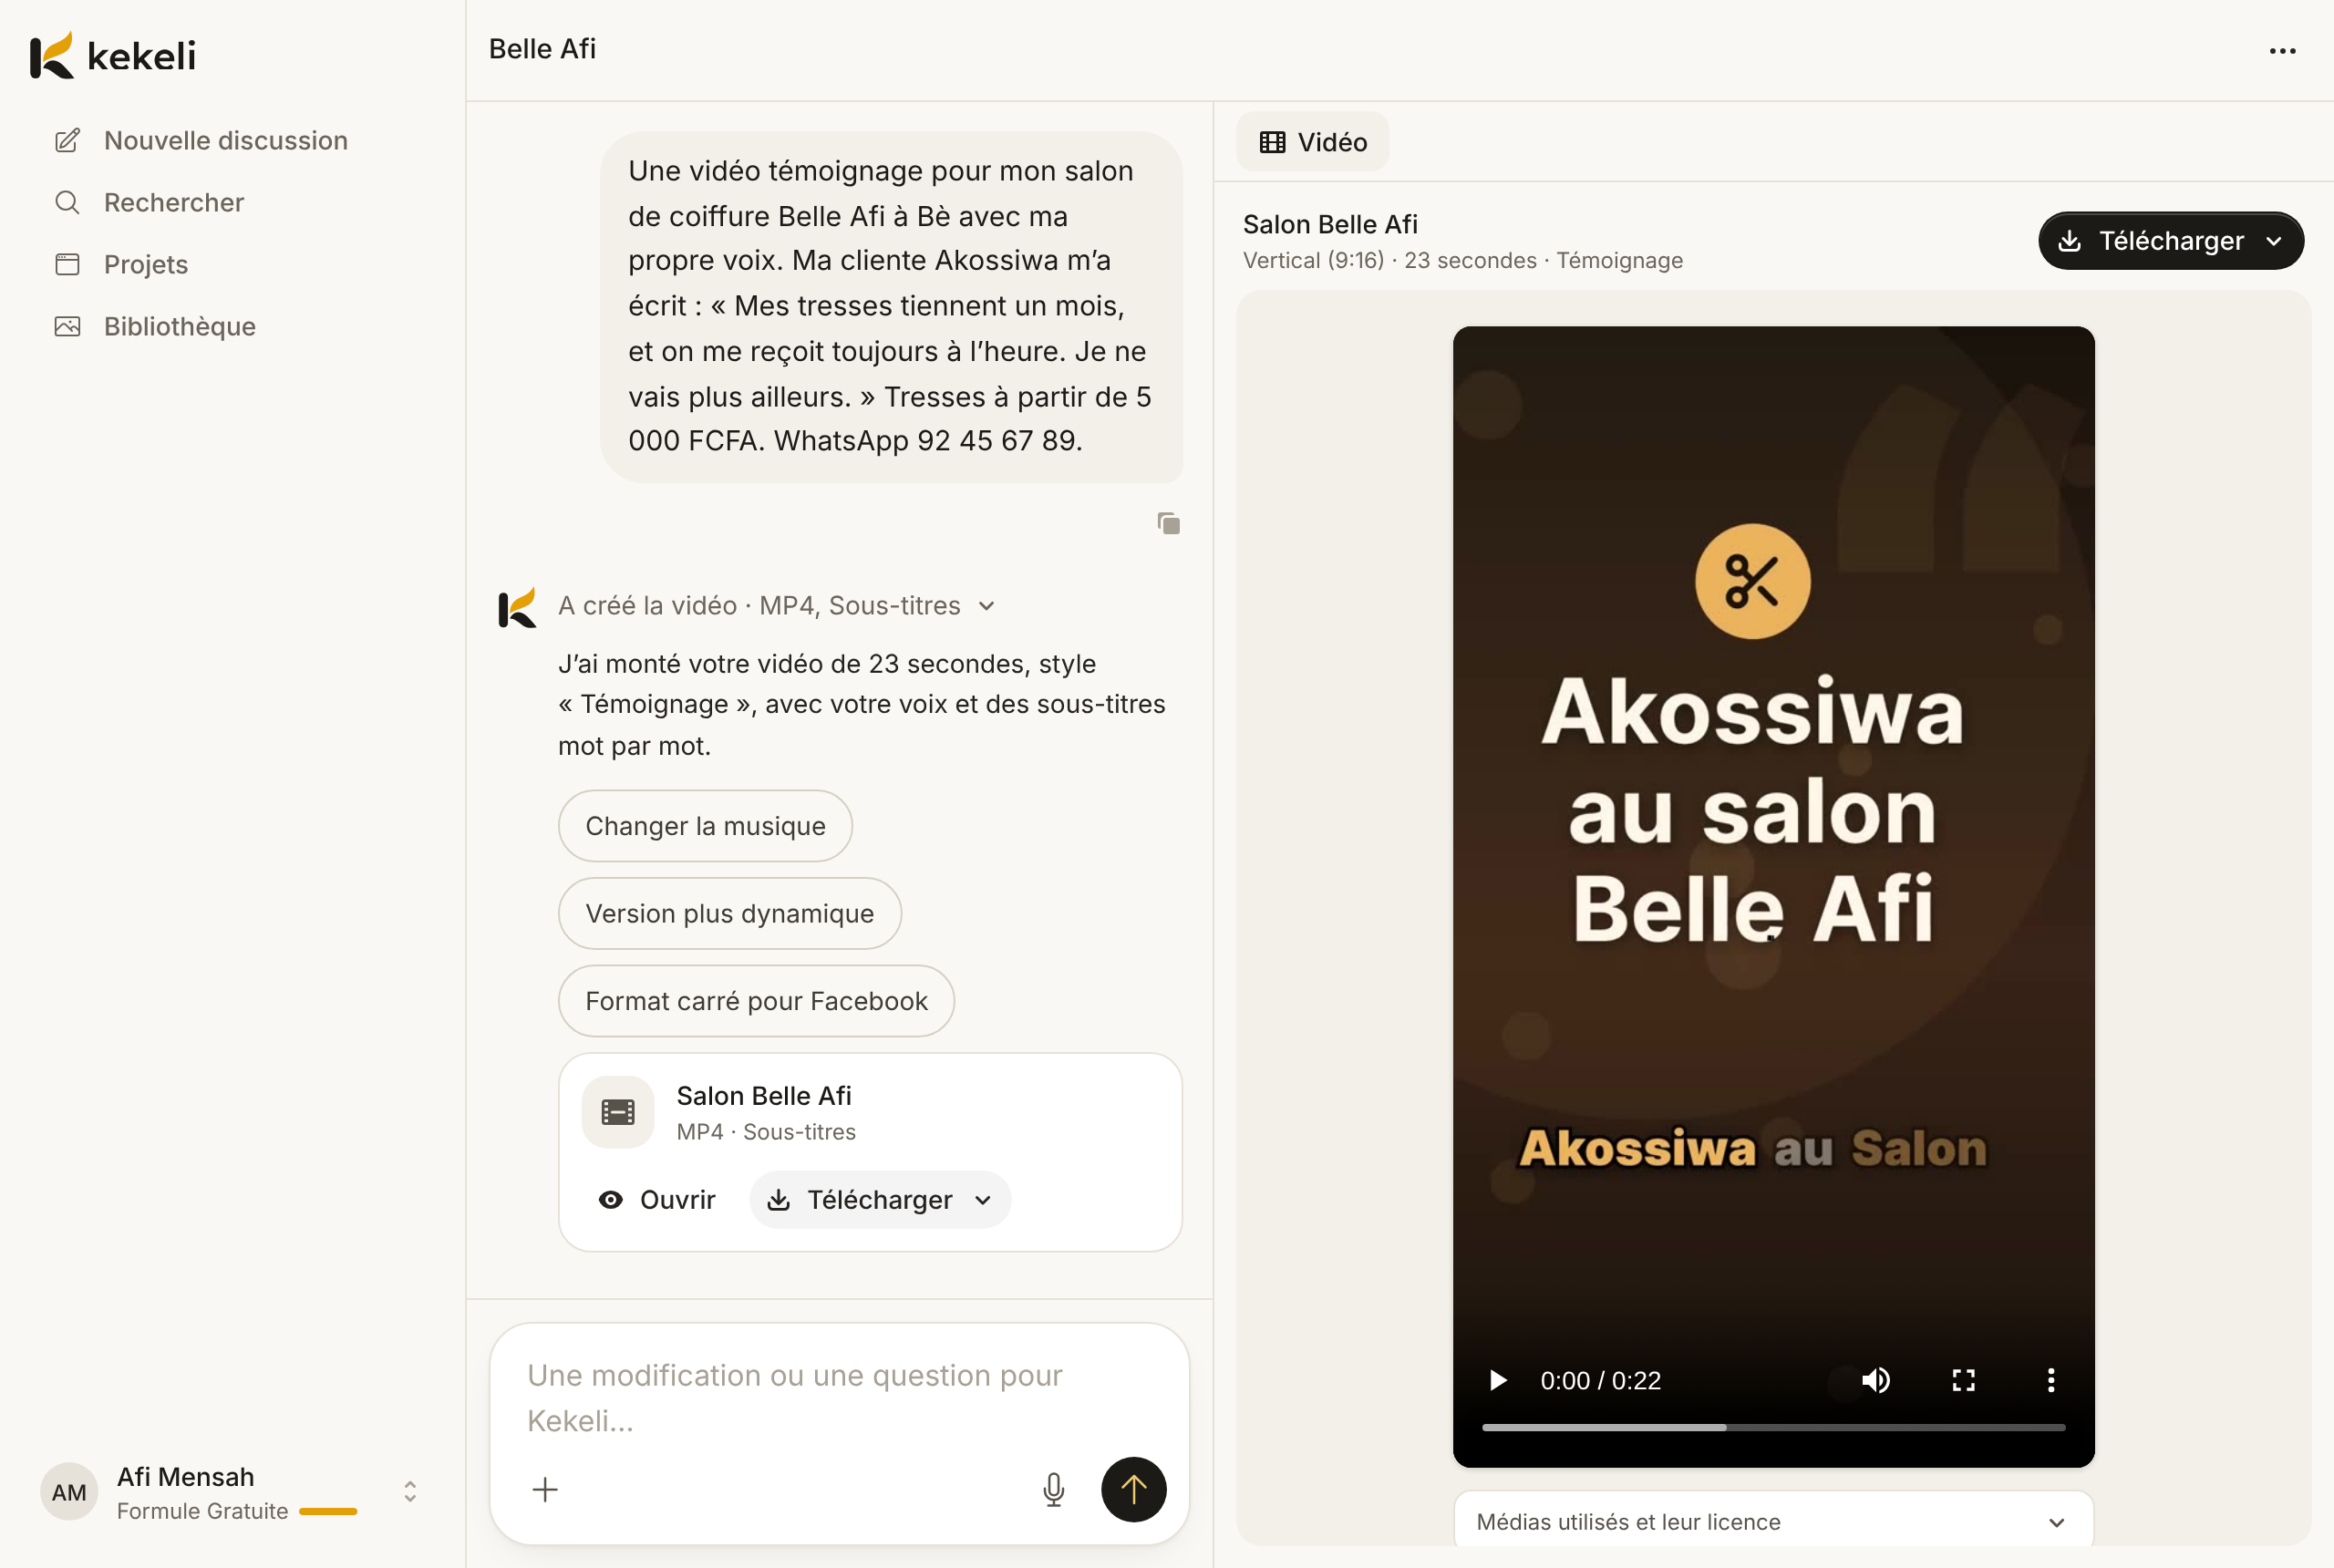 kekeli
Nouvelle discussion
Rechercher
Projets
Bibliothèque
AM
Afi Mensah
Formule Gratuite
Belle Afi
Une vidéo témoignage pour mon salon
de coiffure Belle Afi à Bè avec ma
propre voix. Ma cliente Akossiwa m’a
écrit : « Mes tresses tiennent un mois,
et on me reçoit toujours à l’heure. Je ne
vais plus ailleurs. » Tresses à partir de 5
000 FCFA. WhatsApp 92 45 67 89.
A créé la vidéo · MP4, Sous-titres
J’ai monté votre vidéo de 23 secondes, style
« Témoignage », avec votre voix et des sous-titres
mot par mot.
Changer la musique
Version plus dynamique
Format carré pour Facebook
Salon Belle Afi
MP4 · Sous-titres
Ouvrir
Télécharger
Une modification ou une question pour
Kekeli...
Vidéo
Salon Belle Afi
Vertical (9:16) · 23 secondes · Témoignage
Télécharger
Akossiwa
au salon
Belle Afi
Akossiwa au Salon
0:00 / 0:22
Médias utilisés et leur licence